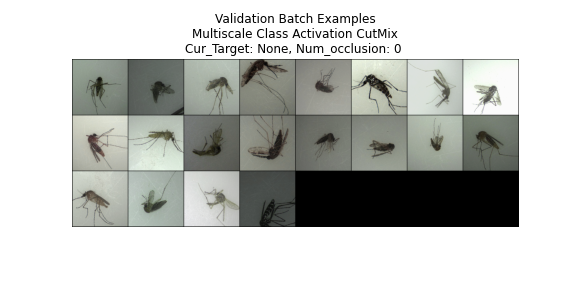 Validation Batch Examples
Multiscale Class Activation CutMix
Cur_Target: None, Num_occlusion: 0